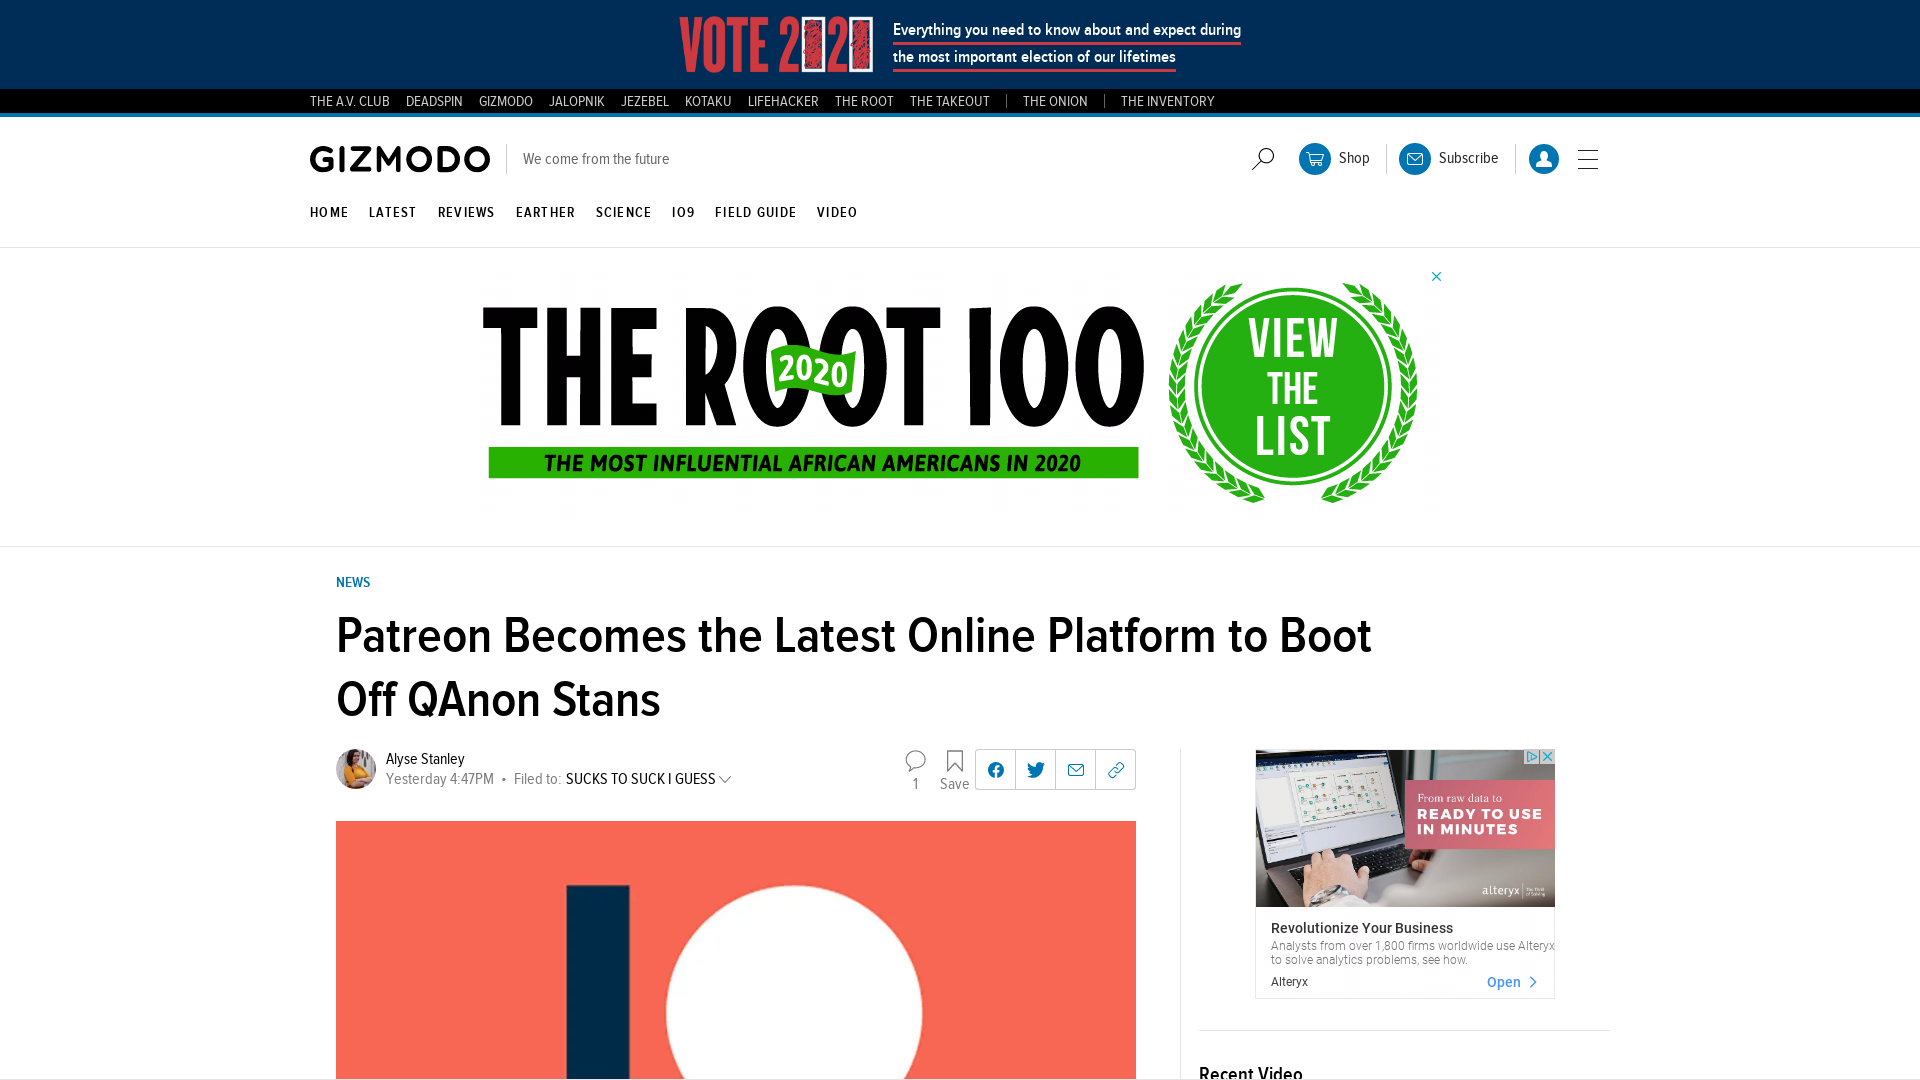 VOTE 2020
Everything you need to know about and expect during
the most important election of our lifetimes
THE A.V. CLUB DEADSPIN GIZMODO JALOPNIK JEZEBEL KOTAKU LIFEHACKER THE ROOT THE TAKEOUT THE ONION THE INVENTORY
GIZMODO We come from the future Shop Subscribe
HOME LATEST REVIEWS EARTHER SCIENCE IO9 FIELD GUIDE VIDEO
THE ROOT 100
2020
THE MOST INFLUENTIAL AFRICAN AMERICANS IN 2020
VIEW
THE
LIST
NEWS
Patreon Becomes the Latest Online Platform to Boot
Off QAnon Stans
Alyse Stanley
Yesterday 4:47PM • Filed to: SUCKS TO SUCK I GUESS
1 Save
From raw data to
READY TO USE
IN MINUTES
alteryx
Revolutionize Your Business
Analysts from over 1,800 firms worldwide use Alteryx
to solve analytics problems, see how.
Alteryx Open
Recent Video